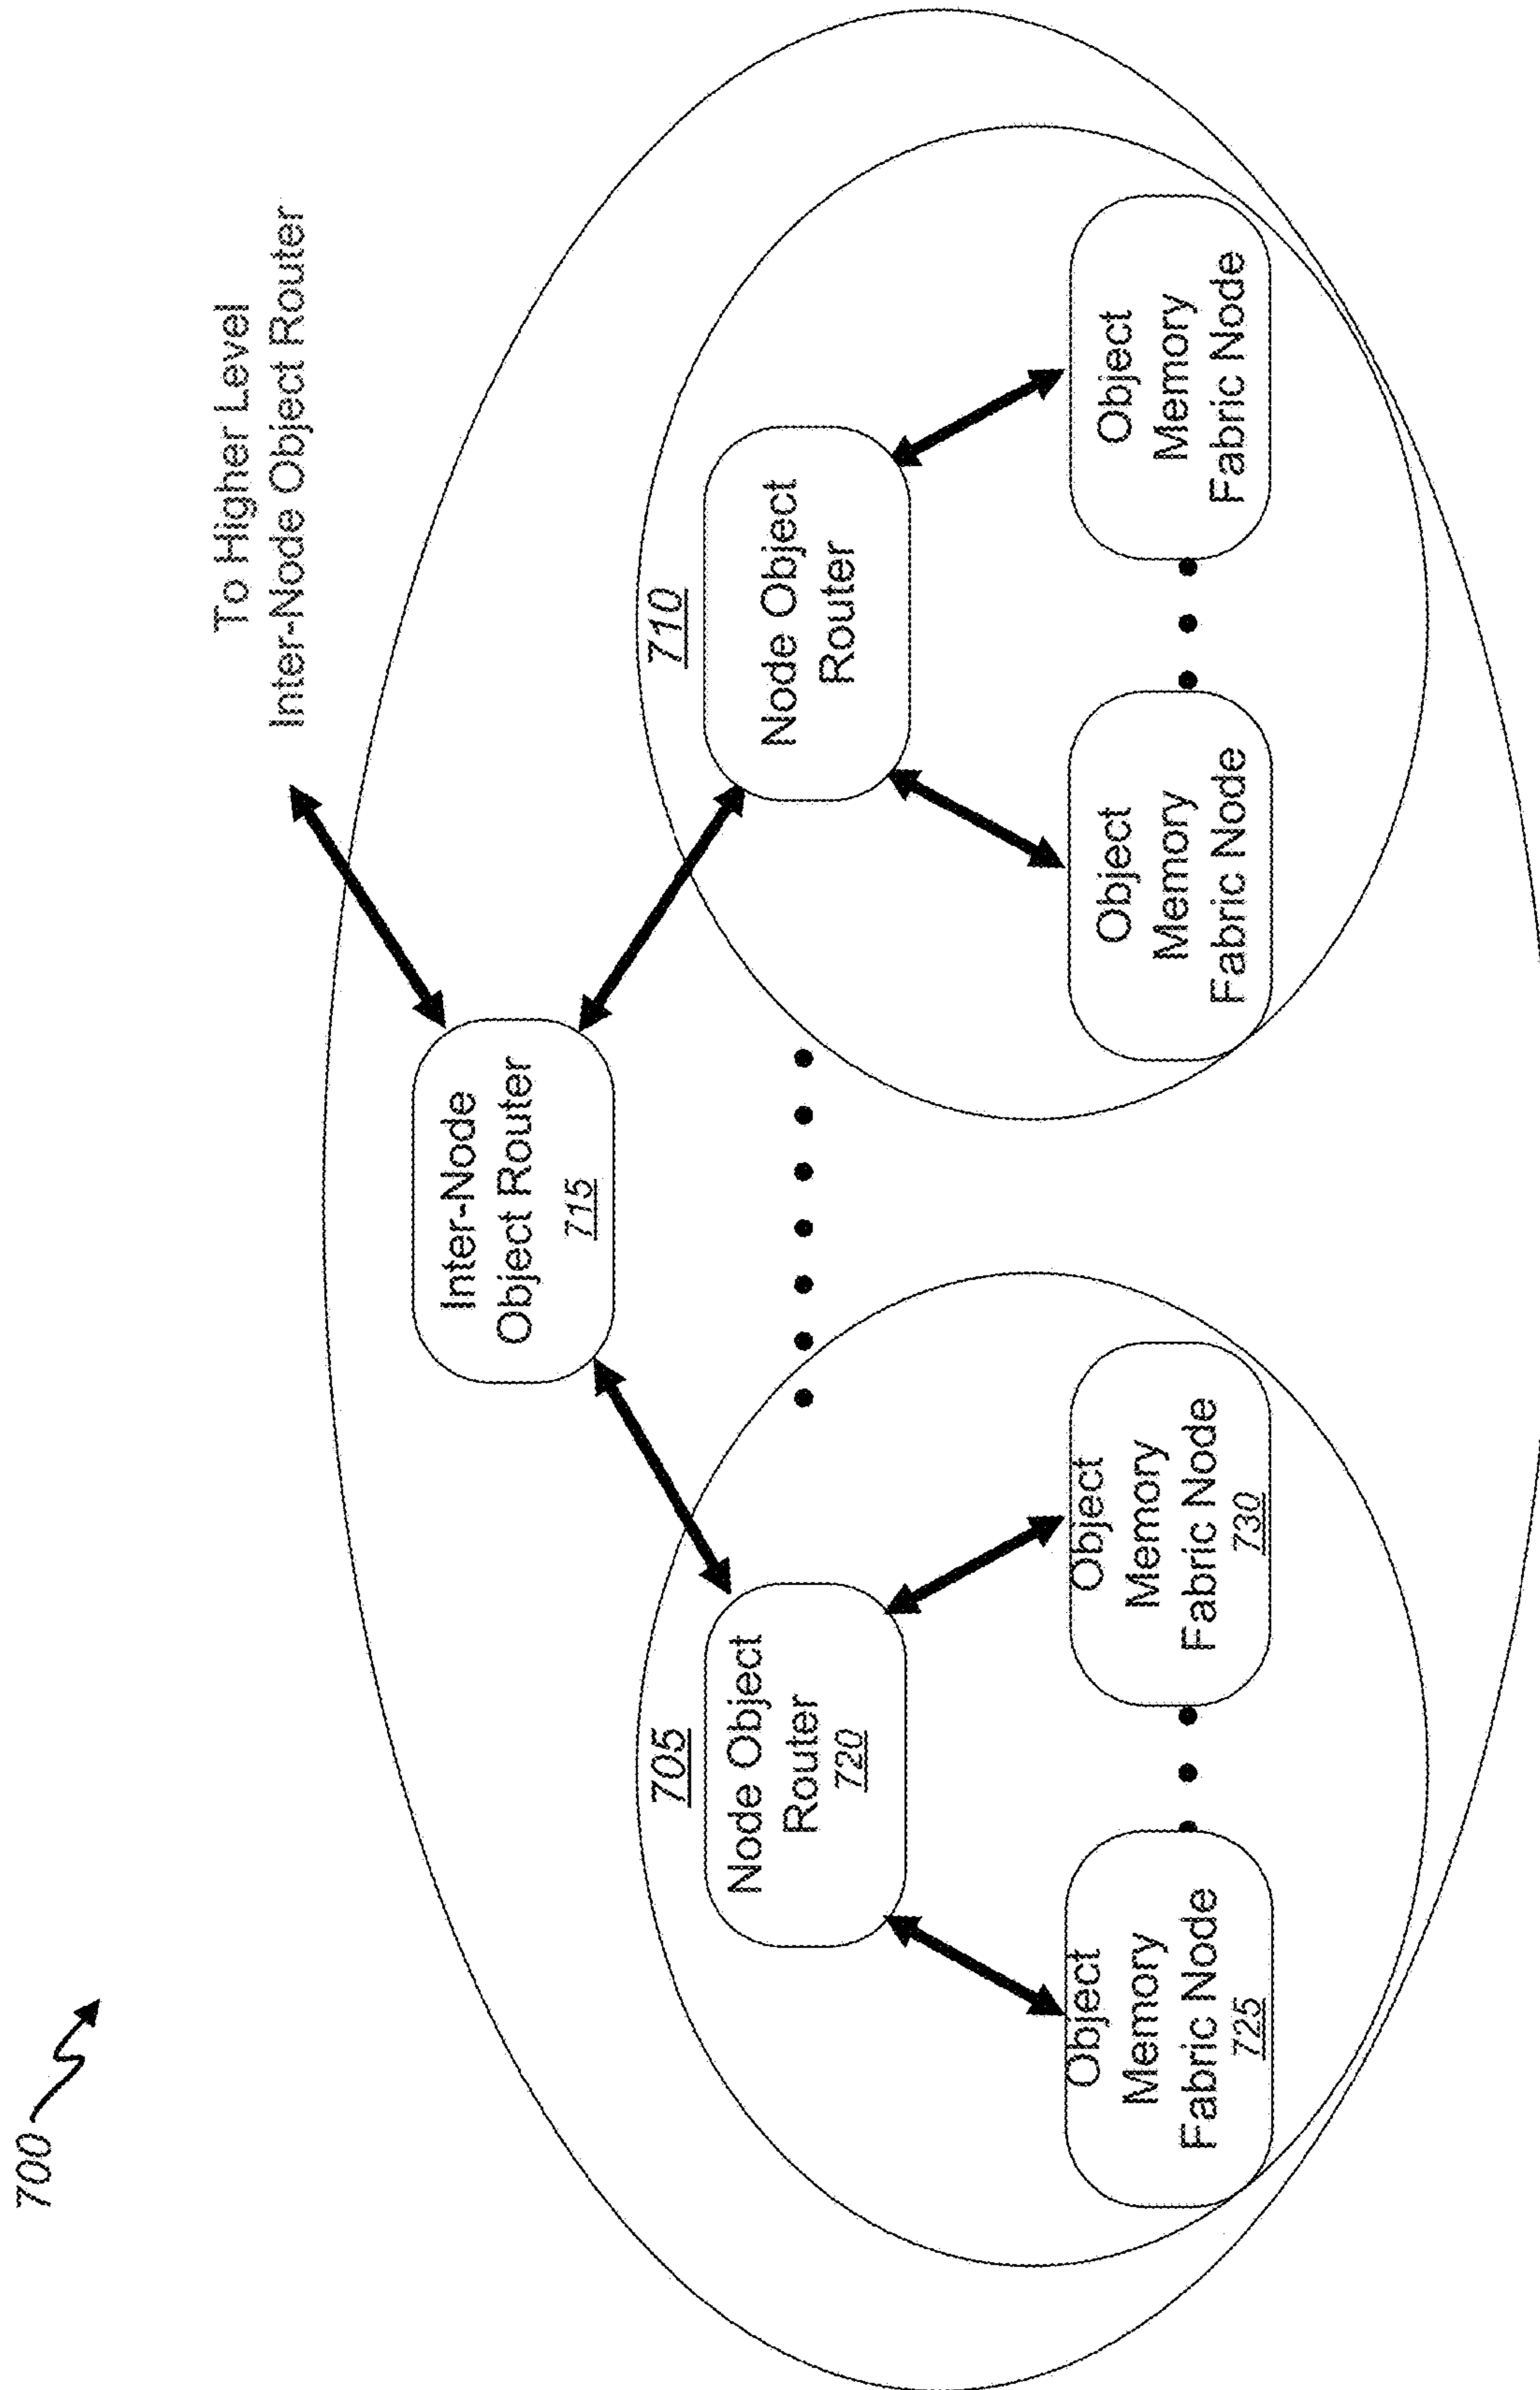 700
To Higher Level
Inter-Node Object Router
Inter-Node
Object Router
715
705
Node Object
Router
720
Object
Memory
Fabric Node
725
Object
Memory
Fabric Node
730
710
Node Object
Router
Object
Memory
Fabric Node
Object
Memory
Fabric Node